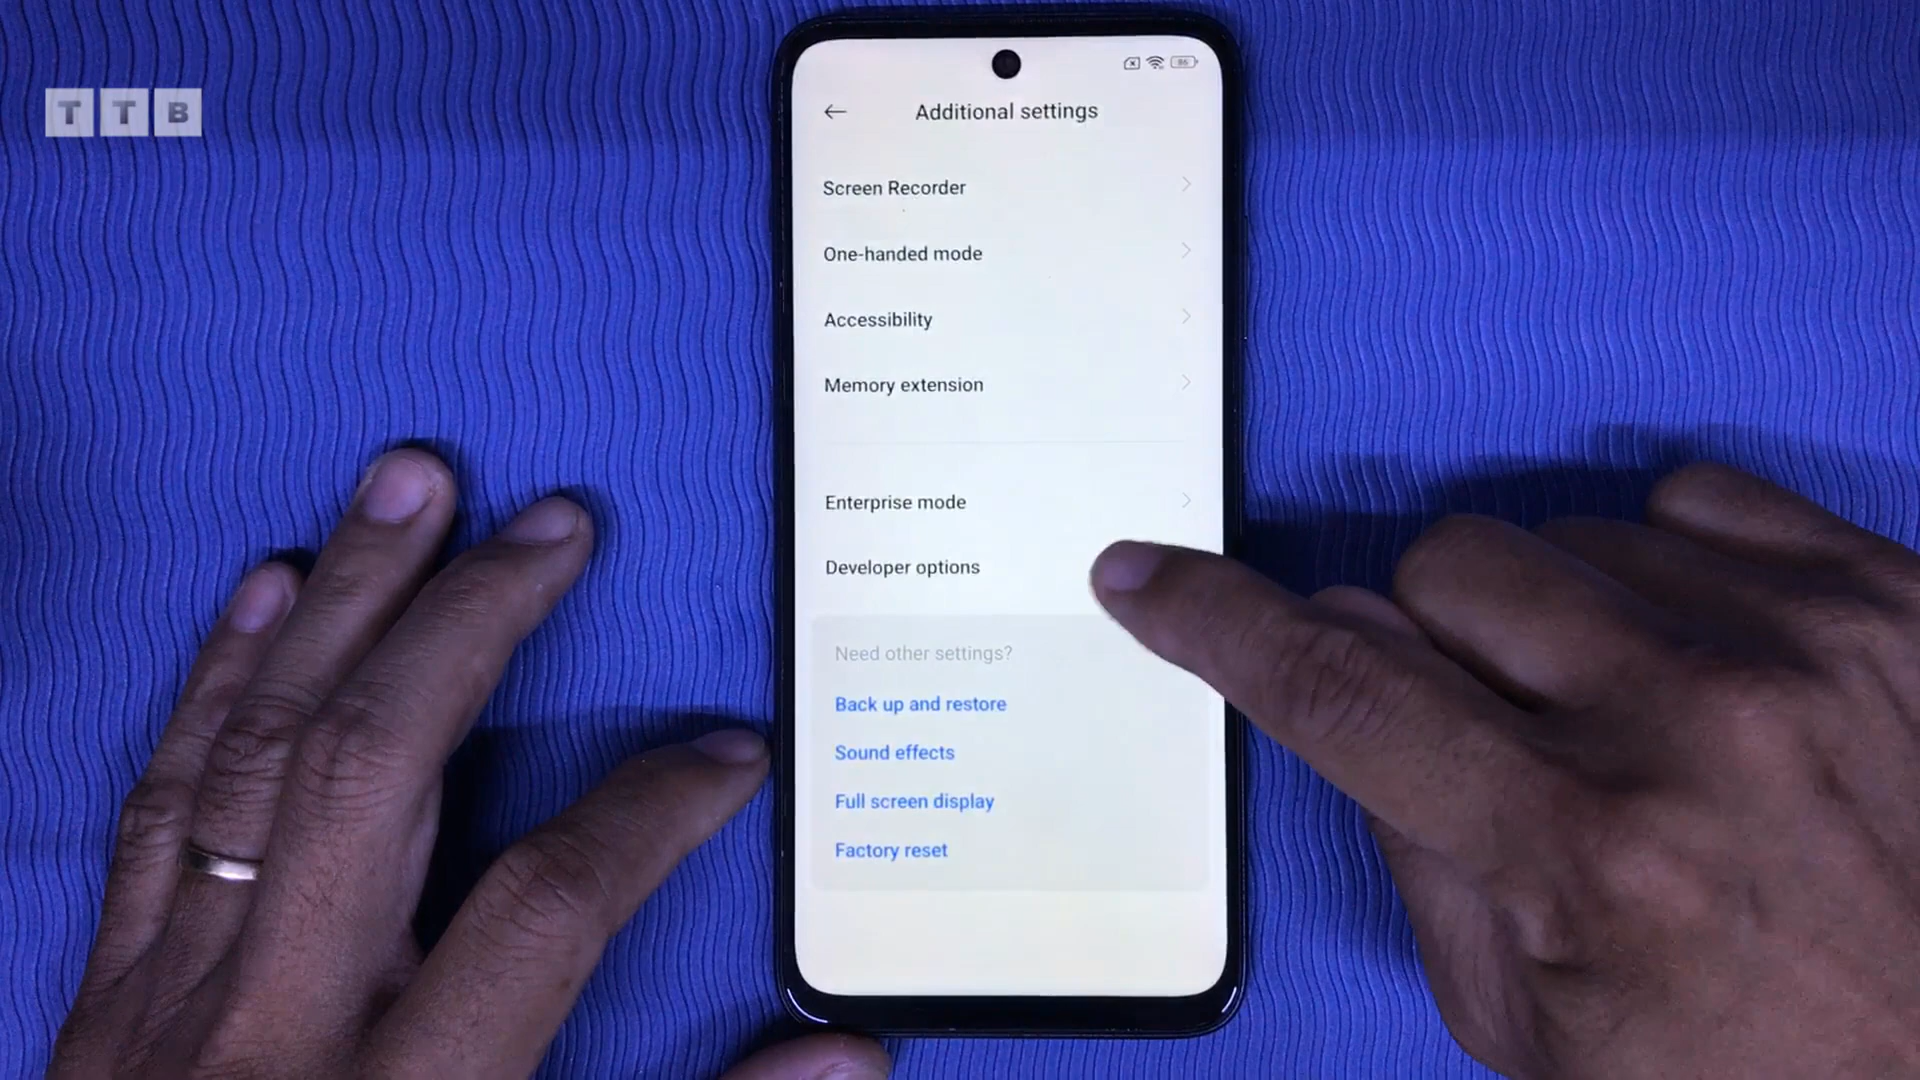 TTB
86
Additional settings
Screen Recorder
One-handed mode
Accessibility
Memory extension
Enterprise mode
Developer options
Need other settings?
Back up and restore
Sound effects
Full screen display
Factory reset